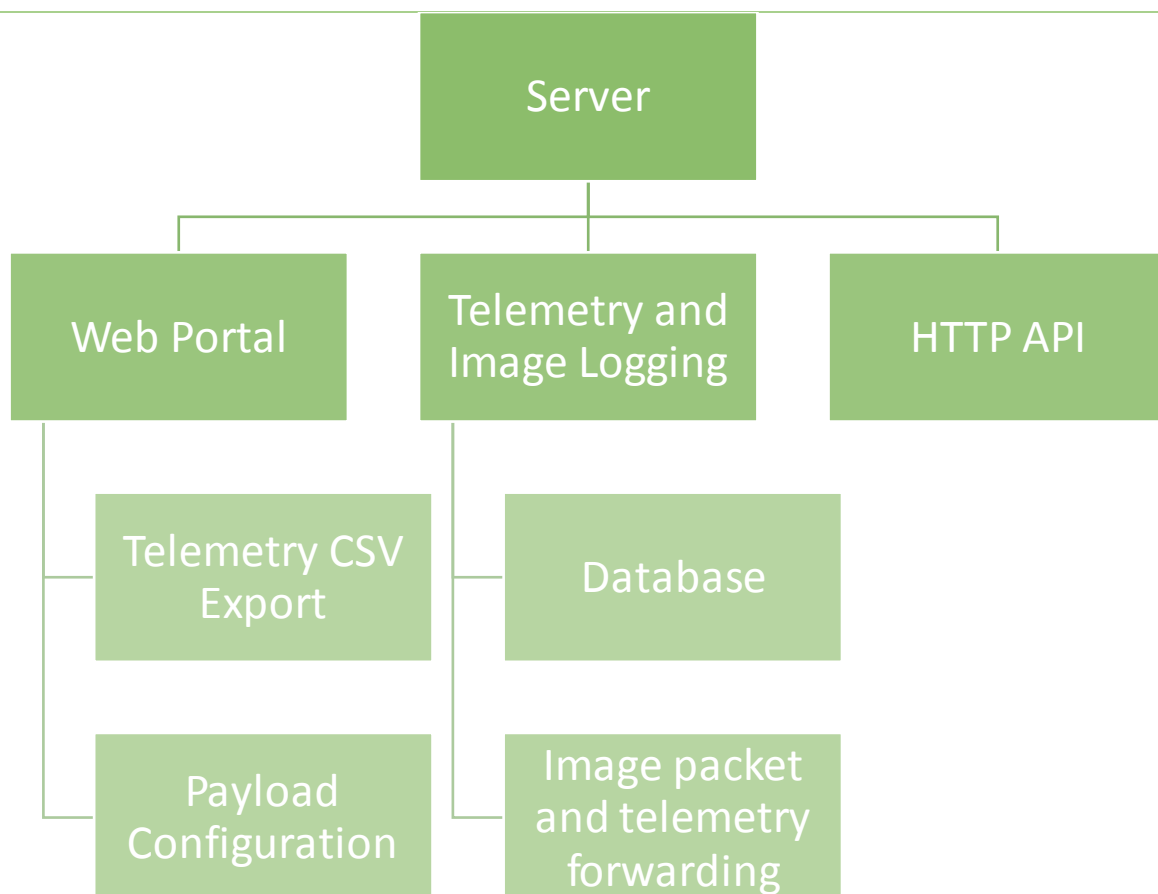 Server
Web Portal
Telemetry and
Image Logging
HTTP API
Telemetry CSV
Export
Database
Payload
Configuration
Image packet
and telemetry
forwarding